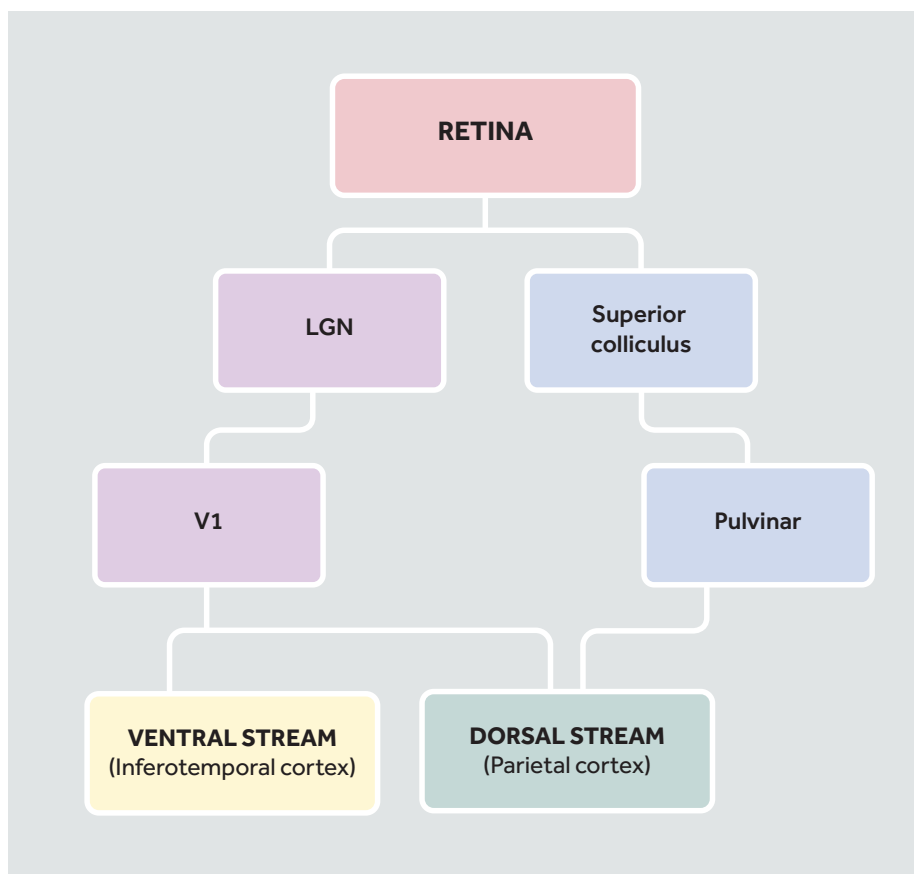 RETINA
LGN
Superior
colliculus
V1
Pulvinar
VENTRAL STREAM
(Inferotemporal cortex)
DORSAL STREAM
(Parietal cortex)